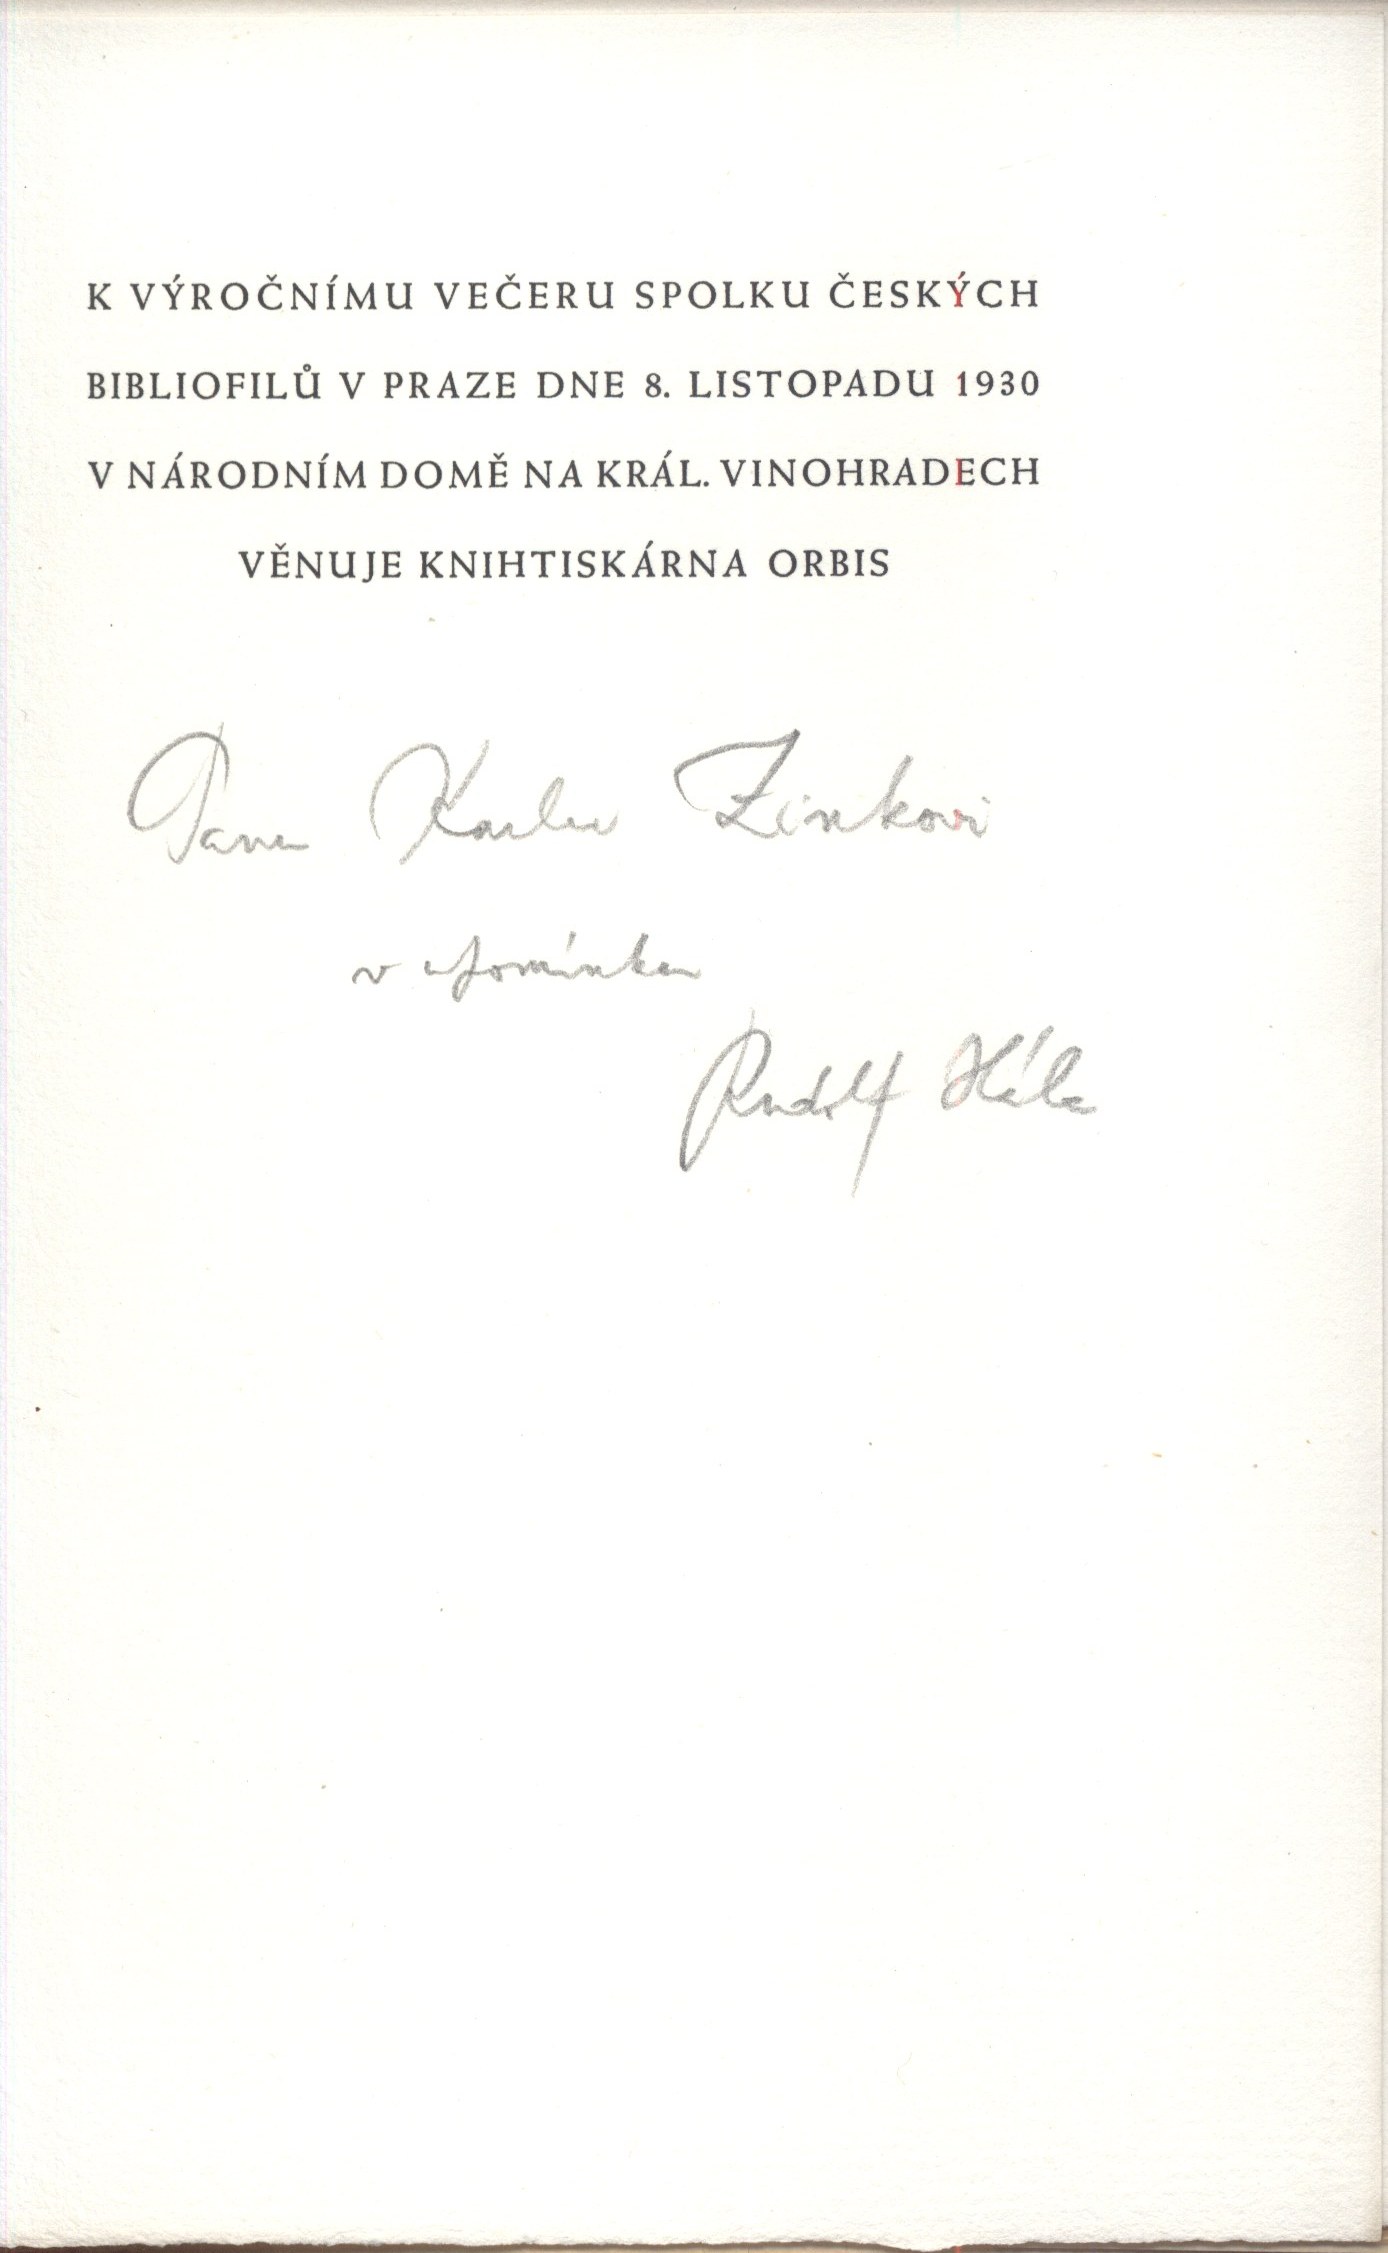 K VÝROČNÍMU VEČERU SPOLKU ČESKÝCH
BIBLIOFILŮ V PRAZE DNE 8. LISTOPADU 1930
V NÁRODNÍM DOMĚ NA KRÁL. VINOHRADECH
VĚNUJE KNIHTISKÁRNA ORBIS
Panu Karlu Zinkovi
v upomínku
Rudolf Hála